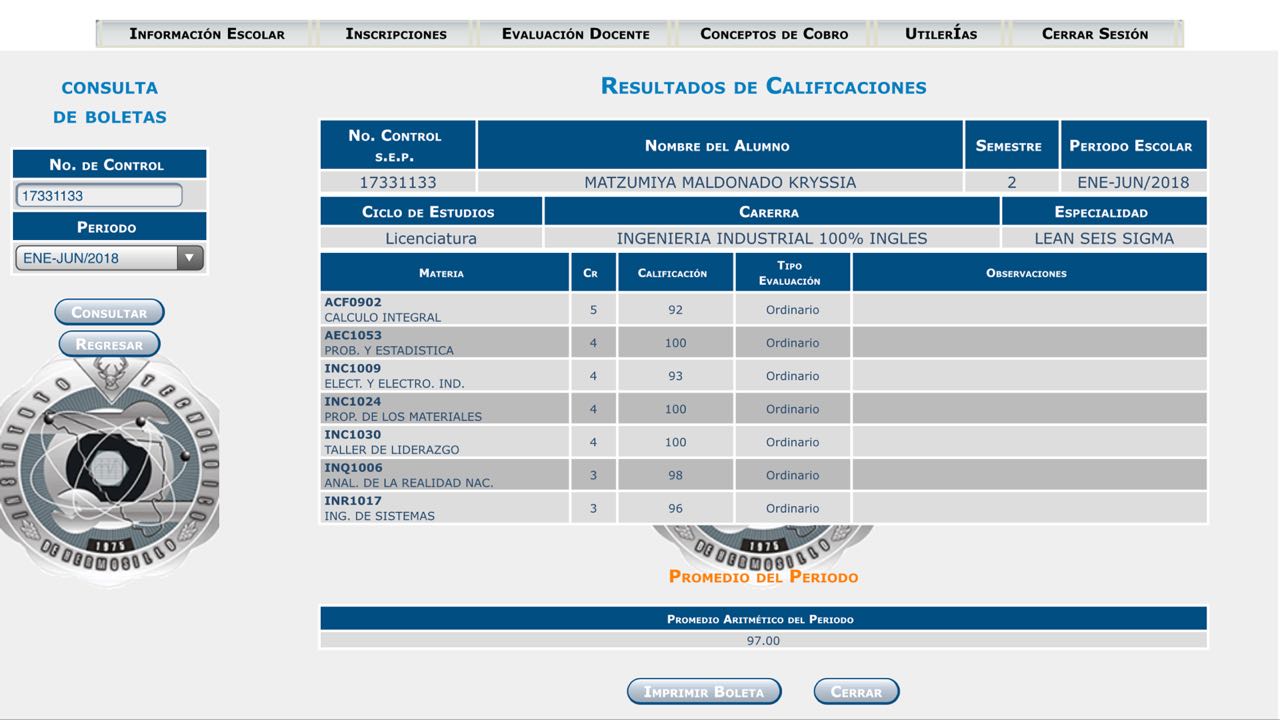 Información Escolar
Inscripciones
Evaluación Docente
Conceptos de Cobro
UtilerÍas
Cerrar Sesión
CONSULTA
DE BOLETAS
No. de Control
17331133
Periodo
ENE-JUN/2018
Consultar
Regresar
INSTITUTO TECNOLOGICO
1975
DE HERMOSILLO
Resultados de Calificaciones
No. Control
s.e.p.
Nombre del Alumno
Semestre
Periodo Escolar
17331133
MATZUMIYA MALDONADO KRYSSIA
2
ENE-JUN/2018
Ciclo de Estudios
Carerra
Especialidad
Licenciatura
INGENIERIA INDUSTRIAL 100% INGLES
LEAN SEIS SIGMA
Materia
Cr
Calificación
Tipo
Evaluación
Observaciones
ACF0902
CALCULO INTEGRAL
5
92
Ordinario
AEC1053
PROB. Y ESTADISTICA
4
100
Ordinario
INC1009
ELECT. Y ELECTRO. IND.
4
93
Ordinario
INC1024
PROP. DE LOS MATERIALES
4
100
Ordinario
INC1030
TALLER DE LIDERAZGO
4
100
Ordinario
INQ1006
ANAL. DE LA REALIDAD NAC.
3
98
Ordinario
INR1017
ING. DE SISTEMAS
3
96
Ordinario
1975
DE HERMOSILLO
Promedio del Periodo
Promedio Aritmético del Periodo
97.00
Imprimir Boleta
Cerrar